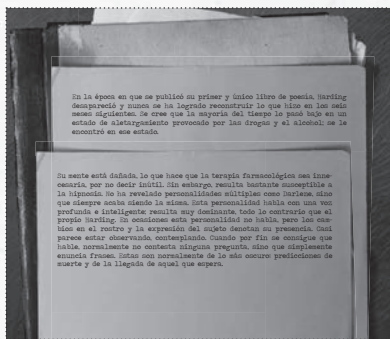 En la época en que se publicó su primer y único libro de poesía, Harding
desapareció y nunca se ha logrado reconstruir lo que hizo en los seis
meses siguientes. Se cree que la mayoría del tiempo lo pasó bajo en un
estado de aletargamiento provocado por las drogas y el alcohol; se le
encontró en ese estado.
Su mente está dañada, lo que hace que la terapia farmacológica sea inne-
cesaria, por no decir inútil. Sin embargo, resulta bastante susceptible a
la hipnosis. No ha revelado personalidades múltiples como Darlene, sino
que siempre acaba siendo la misma. Esta personalidad habla con una voz
profunda e inteligente; resulta muy dominante, todo lo contrario que el
propio Harding. En ocasiones esta personalidad no habla, pero los cam-
bios en el rostro y la expresión del sujeto denotan su presencia. Casi
parece estar observando, contemplando. Cuando por fin se consigue que
hable, normalmente no contesta ninguna pregunta, sino que simplemente
enuncia frases. Estas son normalmente de lo más oscuro: predicciones de
muerte y de la llegada de aquel que espera.